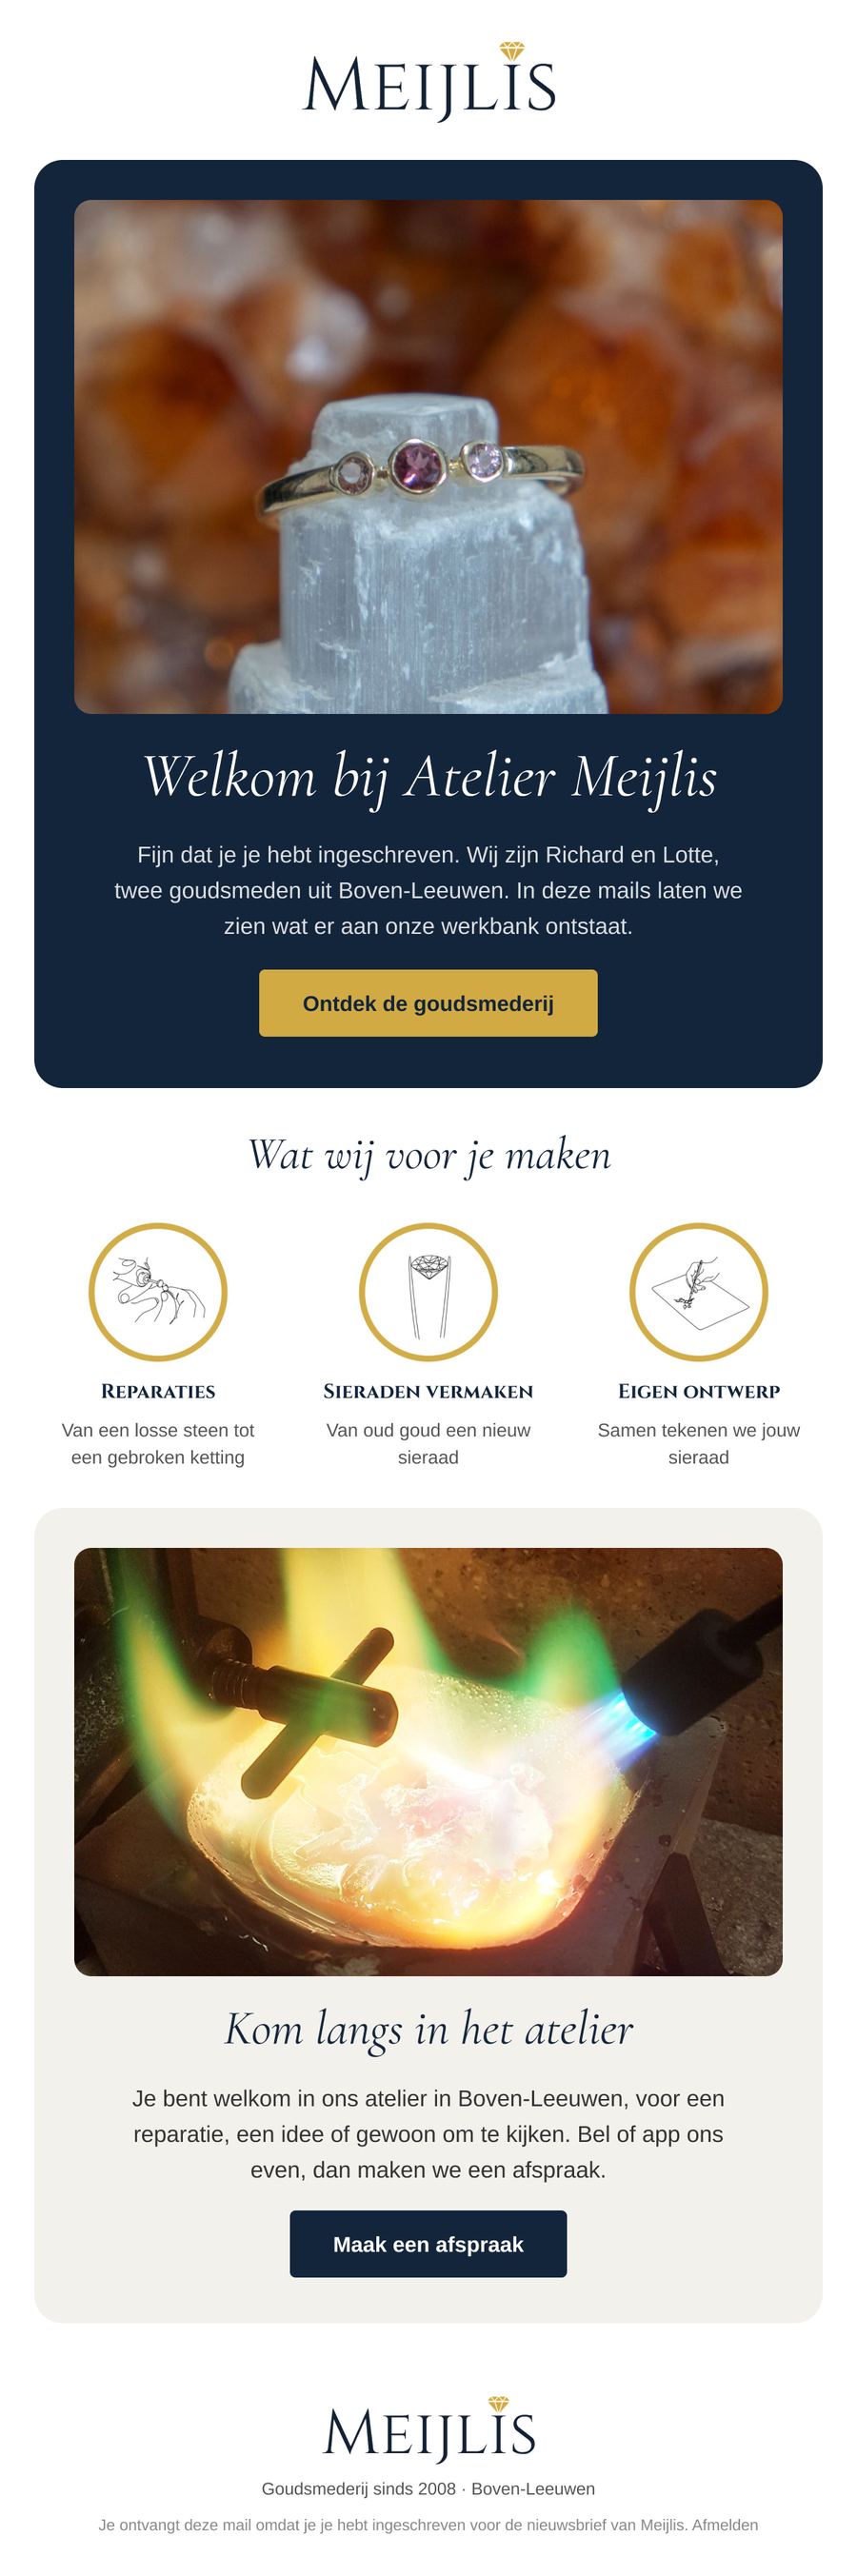 MEIJLIS
Welkom bij Atelier Meijlis
Fijn dat je je hebt ingeschreven. Wij zijn Richard en Lotte,
twee goudsmeden uit Boven-Leeuwen. In deze mails laten we
zien wat er aan onze werkbank ontstaat.
Ontdek de goudsmederij
Wat wij voor je maken
Reparaties
Van een losse steen tot
een gebroken ketting
Sieraden vermaken
Van oud goud een nieuw
sieraad
Eigen ontwerp
Samen tekenen we jouw
sieraad
Kom langs in het atelier
Je bent welkom in ons atelier in Boven-Leeuwen, voor een
reparatie, een idee of gewoon om te kijken. Bel of app ons
even, dan maken we een afspraak.
Maak een afspraak
MEIJLIS
Goudsmederij sinds 2008 · Boven-Leeuwen
Je ontvangt deze mail omdat je je hebt ingeschreven voor de nieuwsbrief van Meijlis. Afmelden